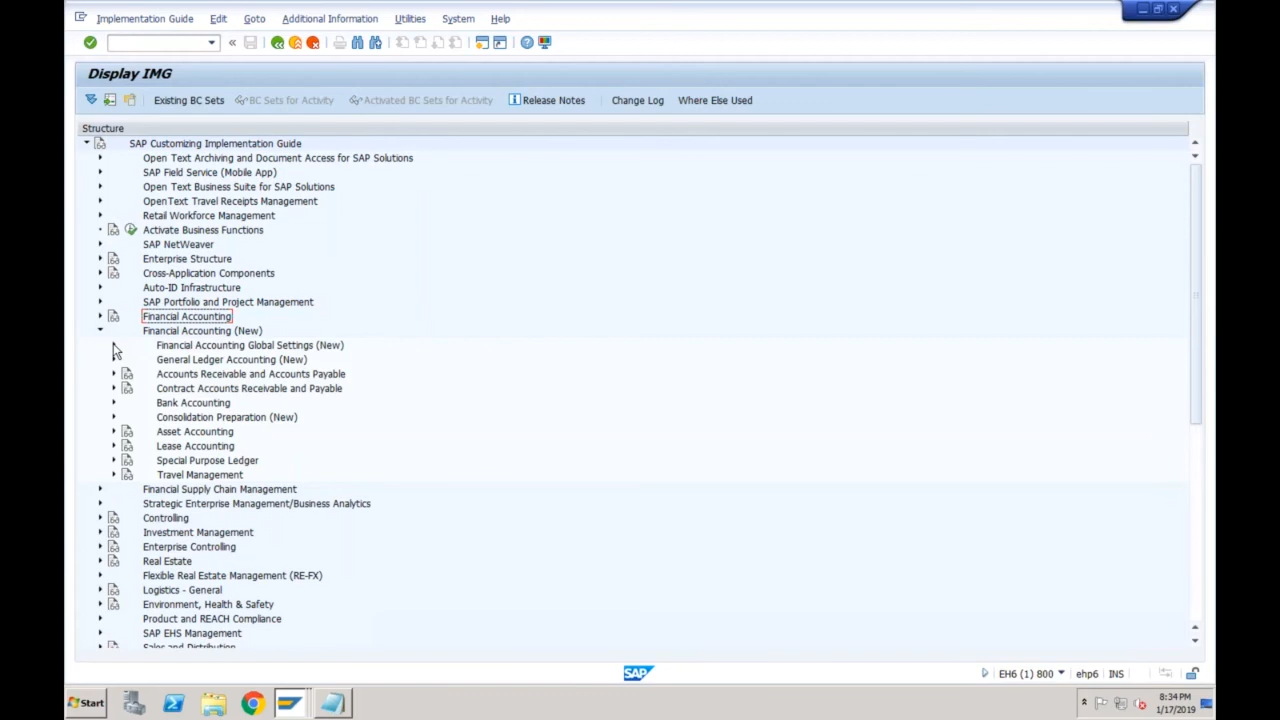 Implementation Guide Edit Goto Additional Information Utilities System Help
Display IMG
Existing BC Sets BC Sets for Activity Activated BC Sets for Activity Release Notes Change Log Where Else Used
Structure
SAP Customizing Implementation Guide
Open Text Archiving and Document Access for SAP Solutions
SAP Field Service (Mobile App)
Open Text Business Suite for SAP Solutions
OpenText Travel Receipts Management
Retail Workforce Management
Activate Business Functions
SAP NetWeaver
Enterprise Structure
Cross-Application Components
Auto-ID Infrastructure
SAP Portfolio and Project Management
Financial Accounting
Financial Accounting (New)
Financial Accounting Global Settings (New)
General Ledger Accounting (New)
Accounts Receivable and Accounts Payable
Contract Accounts Receivable and Payable
Bank Accounting
Consolidation Preparation (New)
Asset Accounting
Lease Accounting
Special Purpose Ledger
Travel Management
Financial Supply Chain Management
Strategic Enterprise Management/Business Analytics
Controlling
Investment Management
Enterprise Controlling
Real Estate
Flexible Real Estate Management (RE-FX)
Logistics - General
Environment, Health & Safety
Product and REACH Compliance
SAP EHS Management
Sales and Distribution
SAP EH6 (1) 800 ehp6 INS
Start 8:34 PM
1/17/2019